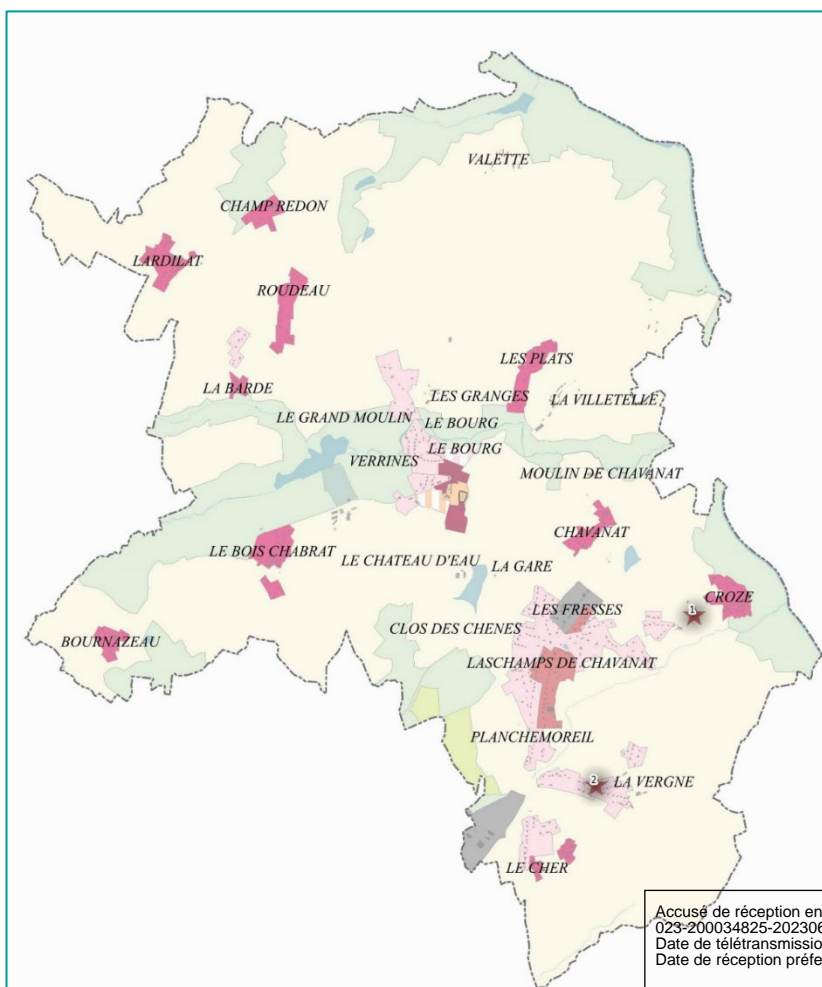 VALETTE
CHAMP REDON
LARDILAT
ROUDEAU
LES PLATS
LA BARDE
LES GRANGES
LA VILLETELLE
LE GRAND MOULIN
LE BOURG
LE BOURG
VERRINES
MOULIN DE CHAVANAT
CHAVANAT
LE BOIS CHABRAT
LE CHATEAU D'EAU
LA GARE
CROZE
LES FRESSES
1
CLOS DES CHENES
BOURNAZEAU
LASCHAMPS DE CHAVANAT
PLANCHEMOREIL
2
LA VERGNE
LE CHER
Accusé de réception en
023-200034825-202306
Date de télétransmissio
Date de réception préfe